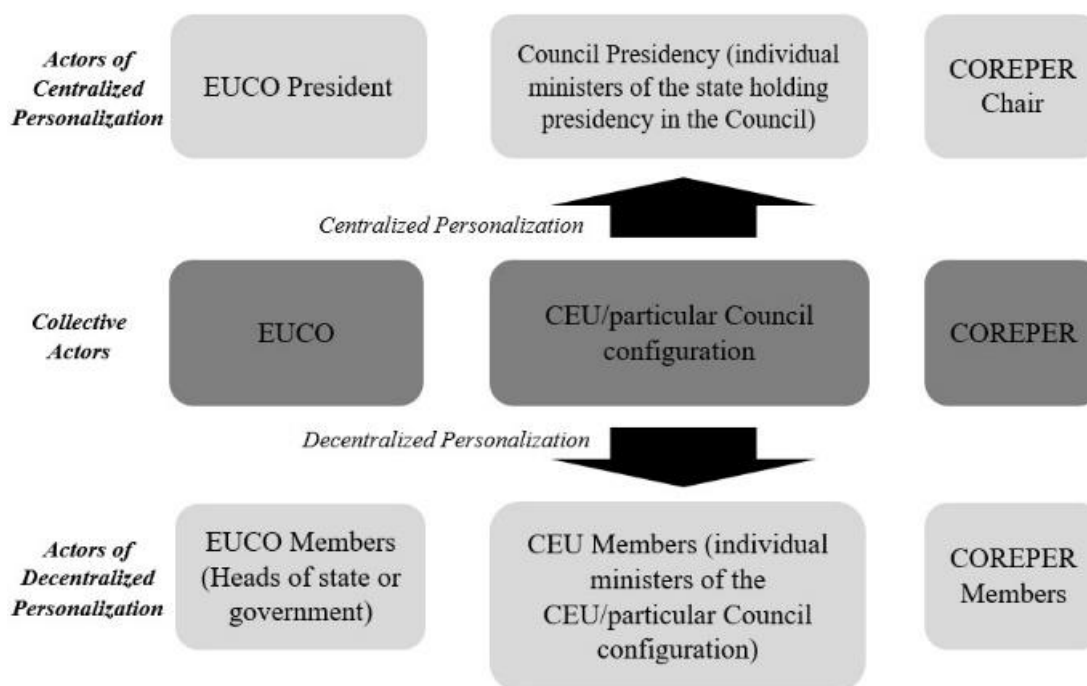 Actors of
Centralized
Personalization
EUCO President
Council Presidency (individual
ministers of the state holding
presidency in the Council)
COREPER
Chair
Centralized Personalization
Collective
Actors
EUCO
CEU/particular Council
configuration
COREPER
Decentralized Personalization
Actors of
Decentralized
Personalization
EUCO Members
(Heads of state or
government)
CEU Members (individual
ministers of the
CEU/particular Council
configuration)
COREPER
Members